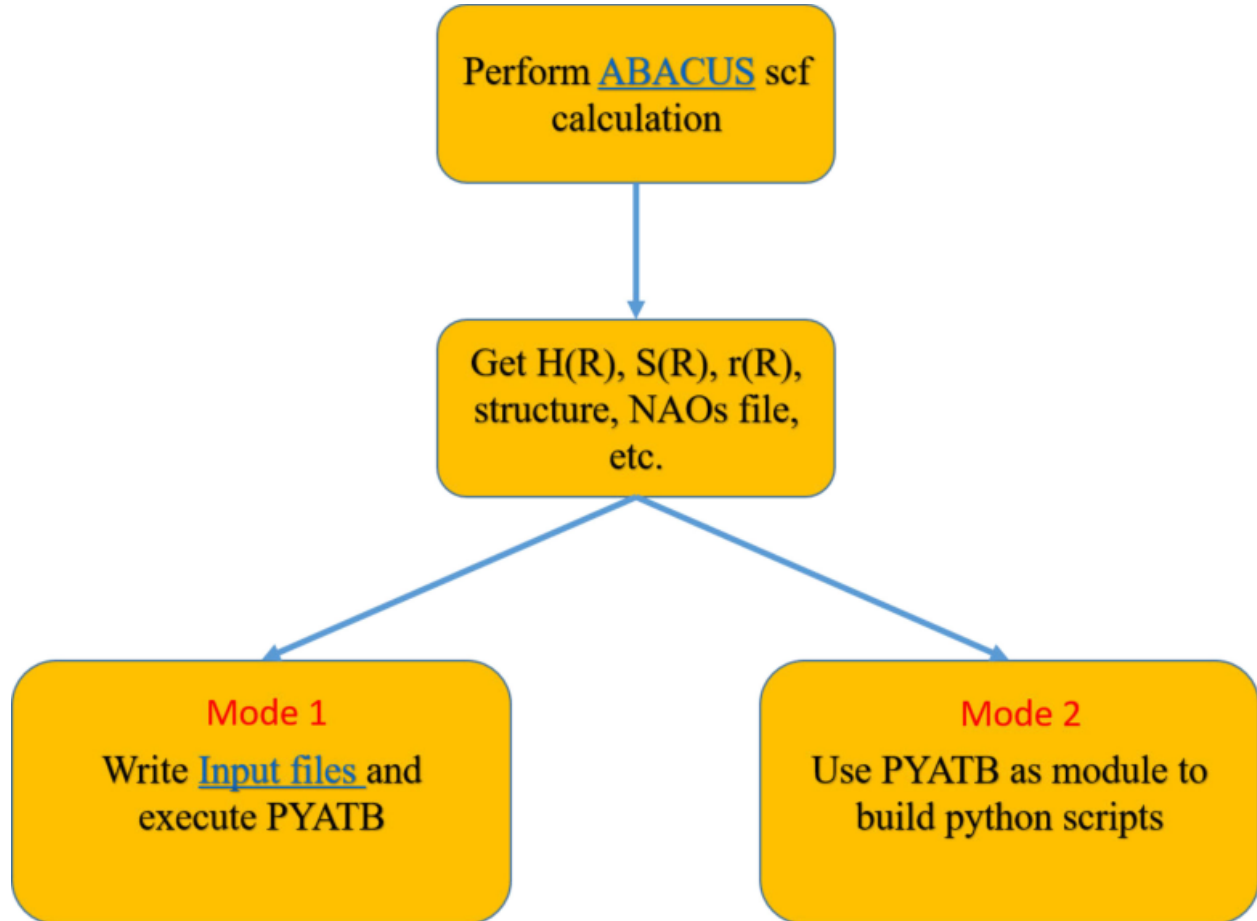 Perform ABACUS scf
calculation
Get H(R), S(R), r(R),
structure, NAOs file,
etc.
Mode 1
Write Input files and
execute PYATB
Mode 2
Use PYATB as module to
build python scripts